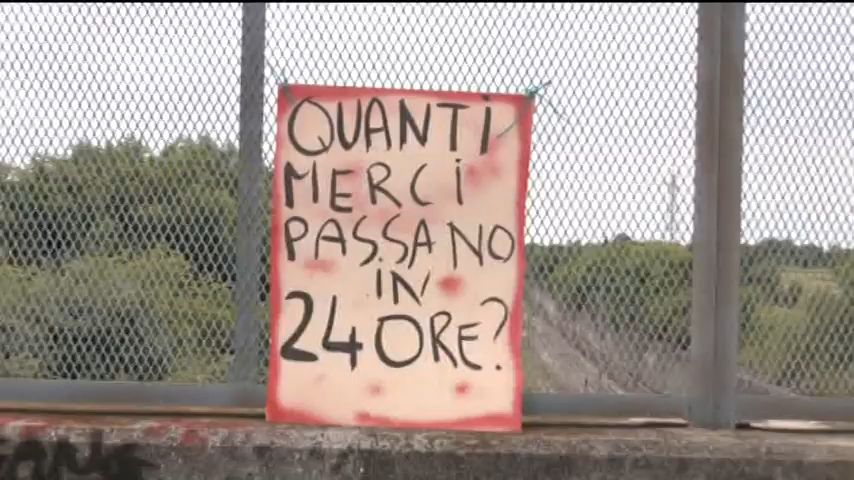 QUANTI
MERCI
PASSANO
IN
24 ORE?